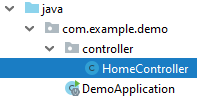 java
com.example.demo
controller
HomeController
DemoApplication